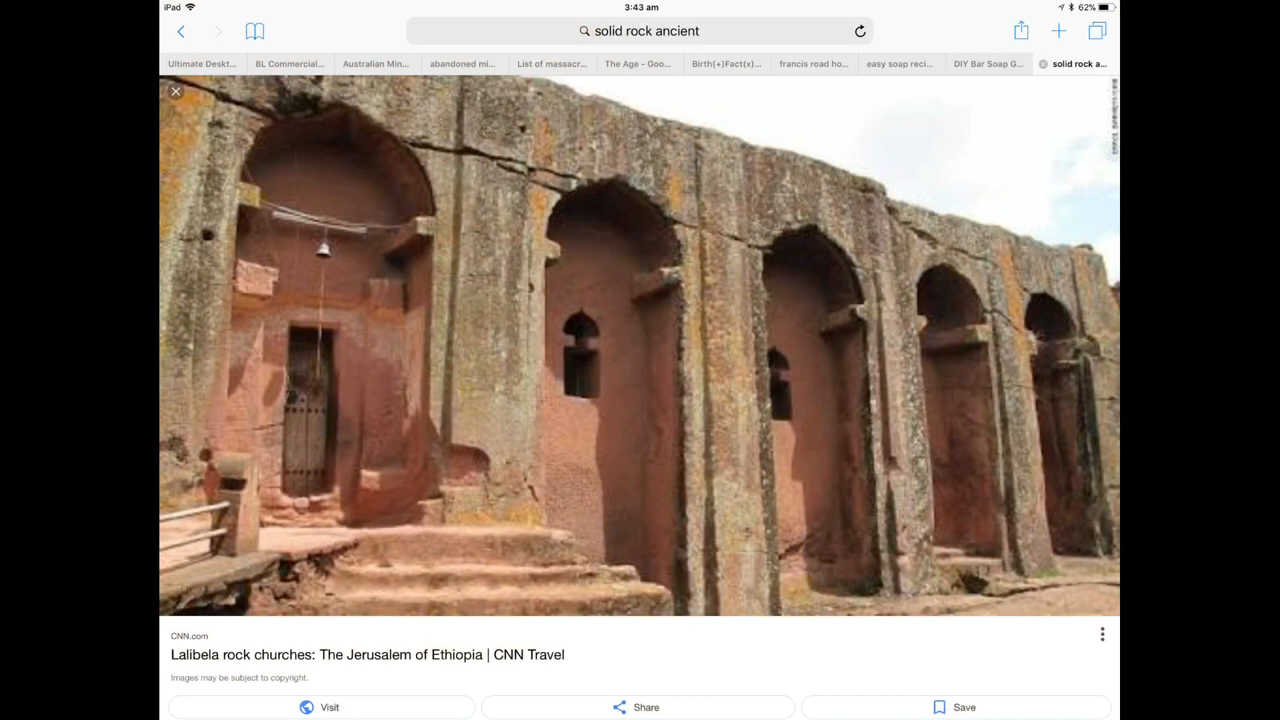 iPad
3:43 am
62%
solid rock ancient
Ultimate Deskt...
8L Commercial...
Australian Min...
abandoned mi...
List of massacr...
The Age - Goo...
Birth(+)Fact(x)...
francis road ho...
easy soap reci...
DIY Bar Soap G...
solid rock a...
CNN.com
Lalibela rock churches: The Jerusalem of Ethiopia | CNN Travel
Images may be subject to copyright.
Visit
Share
Save